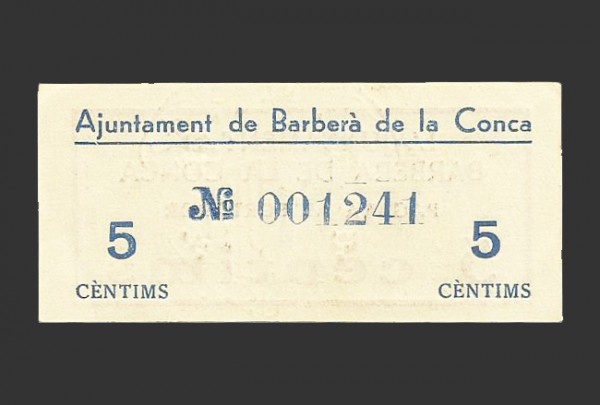 Ajuntament de Barberà de la Conca
Nº 001241
5 5
CÈNTIMS CÈNTIMS